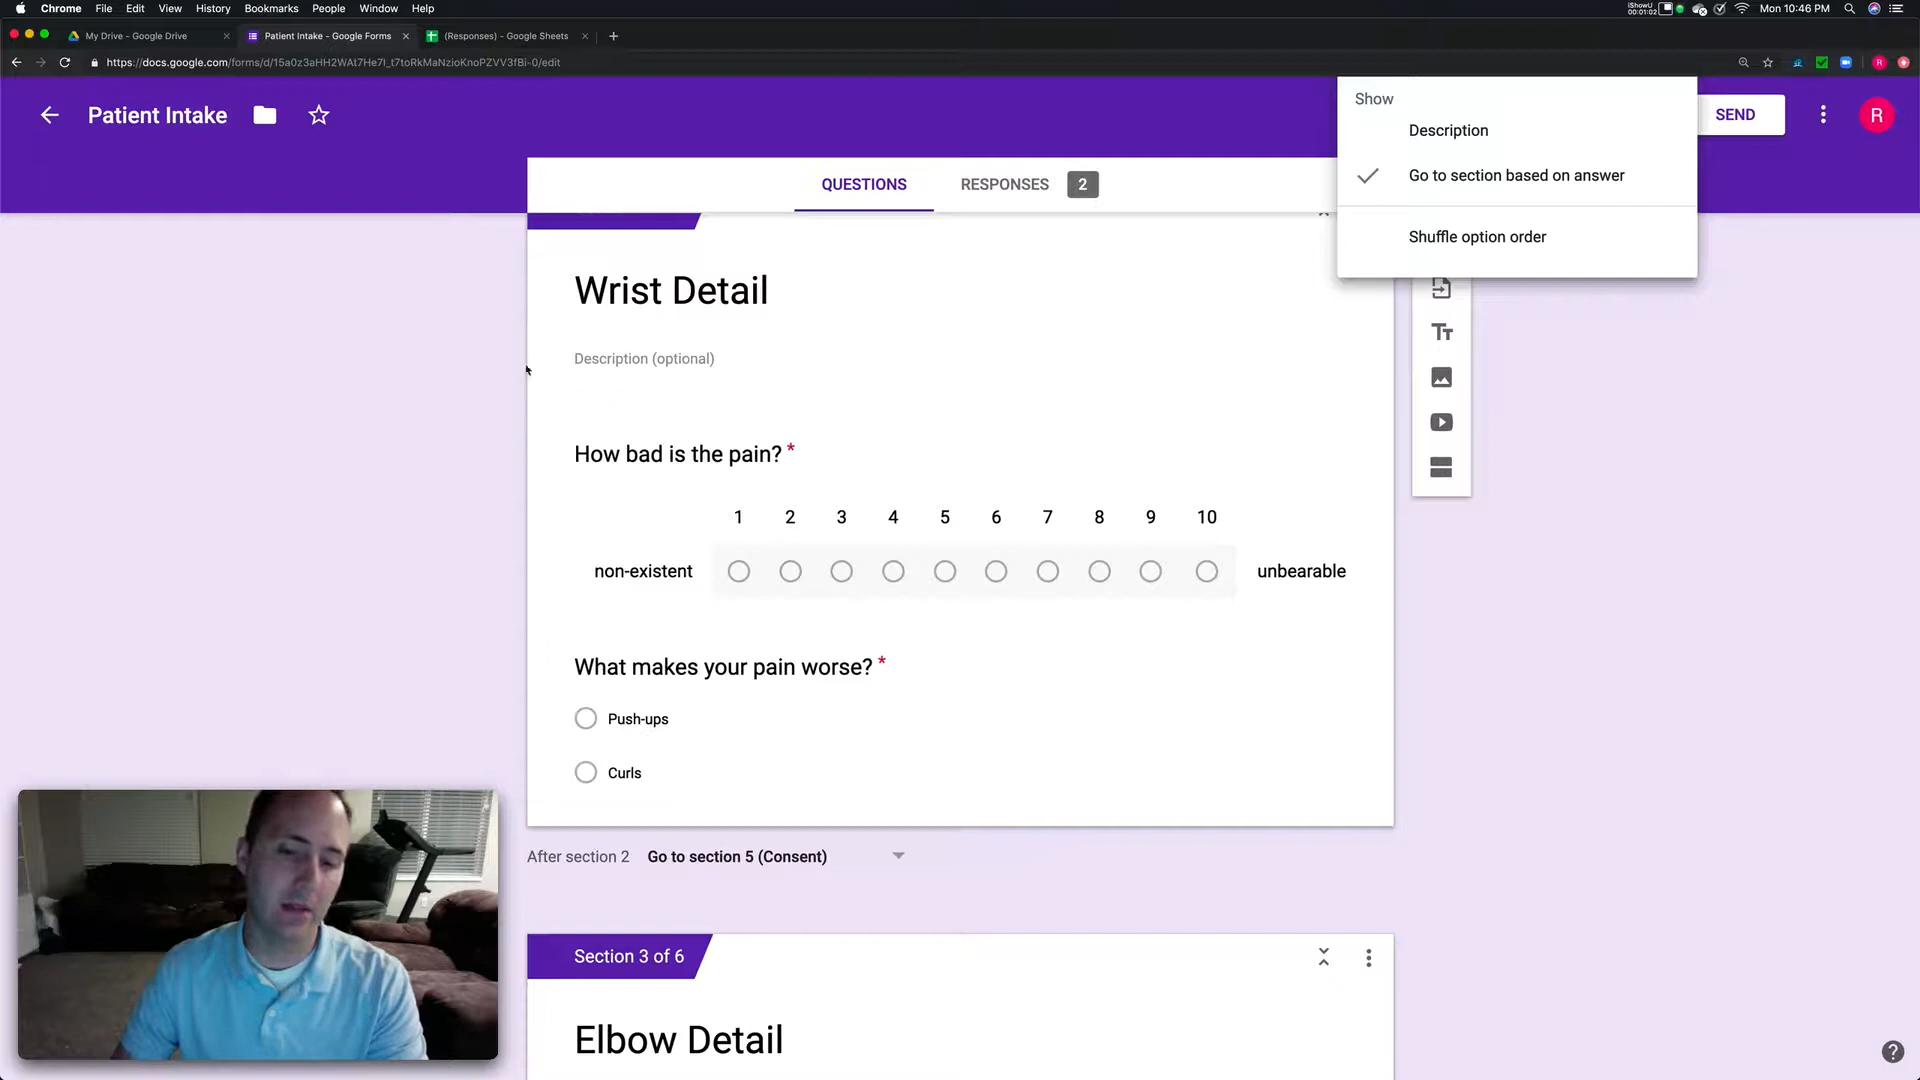 Chrome File Edit View History Bookmarks People Window Help
iShowU
00:01:02
Mon 10:46 PM
My Drive - Google Drive
Patient Intake - Google Forms
(Responses) - Google Sheets
Patient Intake
SEND
R
Show
Description
Go to section based on answer
Shuffle option order
QUESTIONS
RESPONSES 2
Wrist Detail
Description (optional)
How bad is the pain? *
1 2 3 4 5 6 7 8 9 10
non-existent
unbearable
What makes your pain worse? *
Push-ups
Curls
After section 2 Go to section 5 (Consent)
Section 3 of 6
Elbow Detail